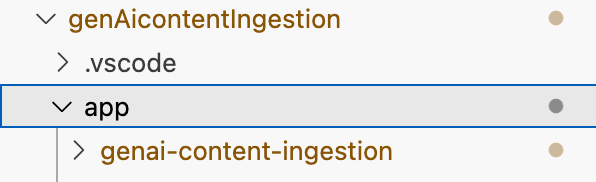 genAicontentIngestion
.vscode
app
genai-content-ingestion